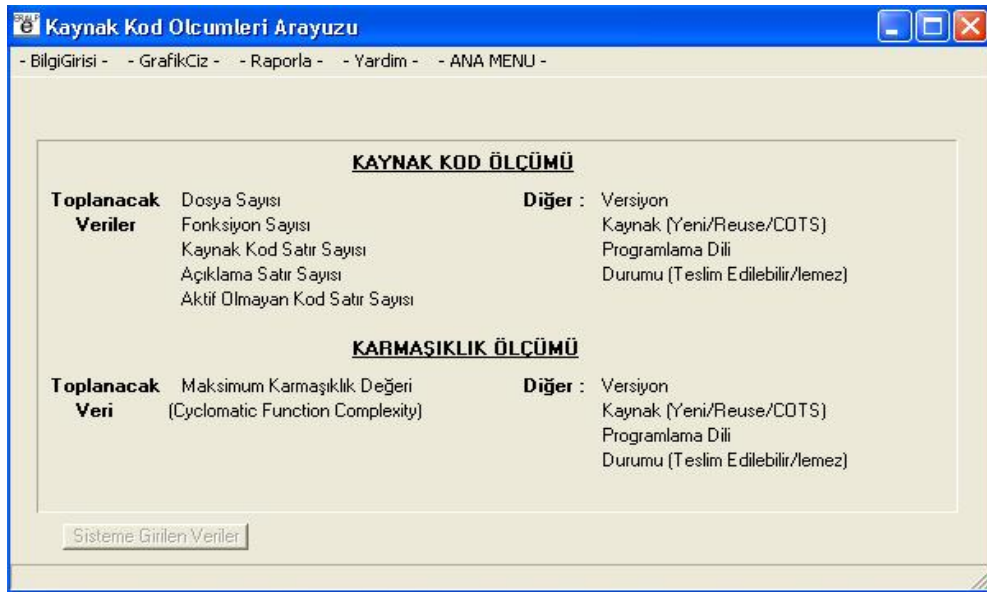 Kaynak Kod Olcumleri Arayuzu
- BilgiGirisi - - GrafikCiz - - Raporla - - Yardim - - ANA MENU -
KAYNAK KOD ÖLÇÜMÜ
Toplanacak Dosya Sayısı Diğer : Versiyon
Veriler Fonksiyon Sayısı Kaynak (Yeni/Reuse/COTS)
Kaynak Kod Satır Sayısı Programlama Dili
Açıklama Satır Sayısı Durumu (Teslim Edilebilir/lemez)
Aktif Olmayan Kod Satır Sayısı
KARMAŞIKLIK ÖLÇÜMÜ
Toplanacak Maksimum Karmaşıklık Değeri Diğer : Versiyon
Veri (Cyclomatic Function Complexity) Kaynak (Yeni/Reuse/COTS)
Programlama Dili
Durumu (Teslim Edilebilir/lemez)
Sisteme Girilen Veriler